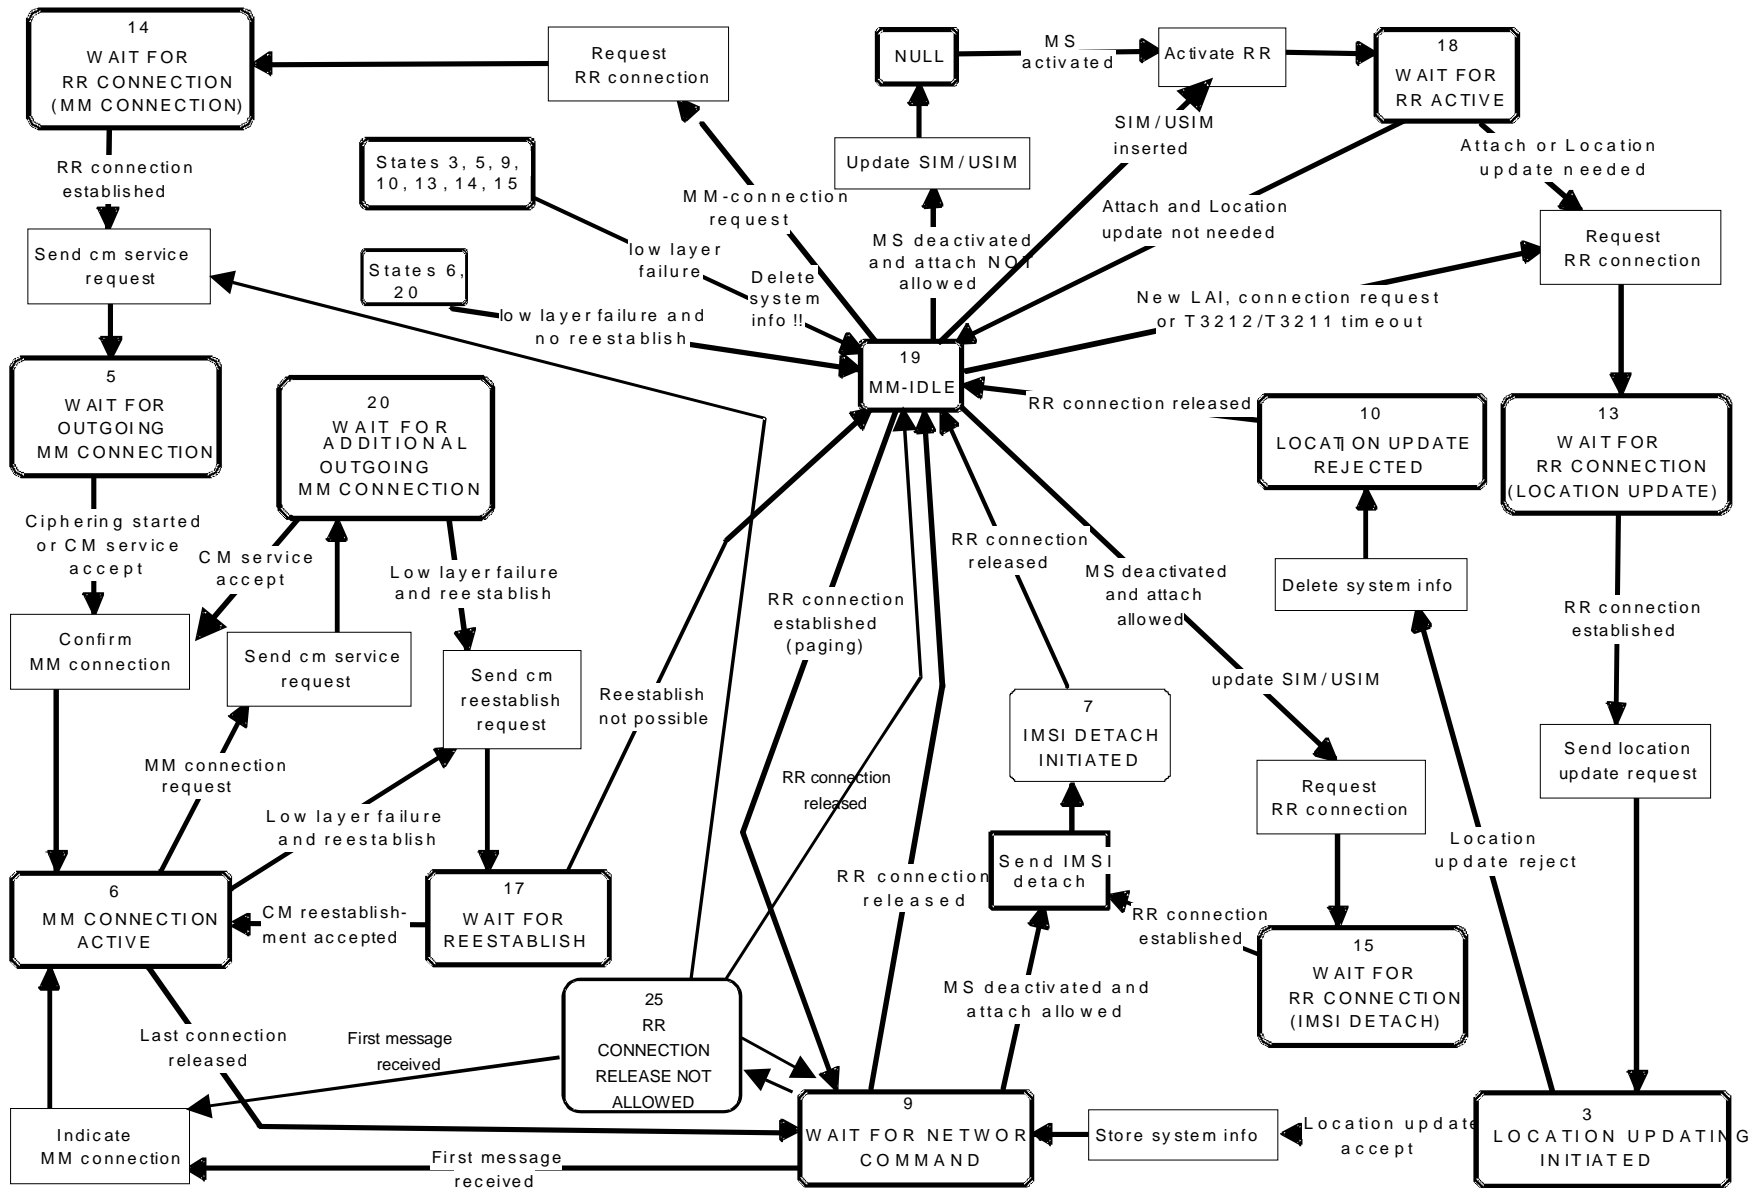 14
WAIT FOR
RR CONNECTION
(MM CONNECTION)
Request
RR connection
NULL
MS
activated
Activate RR
18
WAIT FOR
RR ACTIVE
RR connection
established
States 3, 5, 9,
10, 13, 14, 15
Update SIM/USIM
SIM/USIM
inserted
Attach or Location
update needed
MM-connection
request
Attach and Location
update not needed
Send cm service
request
States 6,
20
low layer
failure
Delete
system
info !!
MS deactivated
and attach NOT
allowed
Request
RR connection
low layer failure and
no reestablish
New LAI, connection request
or T3212/T3211 timeout
5
WAIT FOR
OUTGOING
MM CONNECTION
20
WAIT FOR
ADDITIONAL
OUTGOING
MM CONNECTION
19
MM-IDLE
RR connection released
10
LOCATION UPDATE
REJECTED
13
WAIT FOR
RR CONNECTION
(LOCATION UPDATE)
Ciphering started
or CM service
accept
CM service
accept
Low layer failure
and reestablish
RR connection
established
(paging)
RR connection
released
MS deactivated
and attach
allowed
Delete system info
RR connection
established
Confirm
MM connection
Send cm service
request
Send cm
reestablish
request
Reestablish
not possible
update SIM/USIM
7
IMSI DETACH
INITIATED
Send location
update request
MM connection
request
RR connection
released
Request
RR connection
Low layer failure
and reestablish
Location
update reject
Send IMSI
detach
6
MM CONNECTION
ACTIVE
CM reestablish-
ment accepted
17
WAIT FOR
REESTABLISH
RR connection
released
RR connection
established
15
WAIT FOR
RR CONNECTION
(IMSI DETACH)
MS deactivated and
attach allowed
25
RR
CONNECTION
RELEASE NOT
ALLOWED
Last connection
released
First message
received
Indicate
MM connection
First message
received
9
WAIT FOR NETWOR
COMMAND
Store system info
Location update
accept
3
LOCATION UPDATING
INITIATED